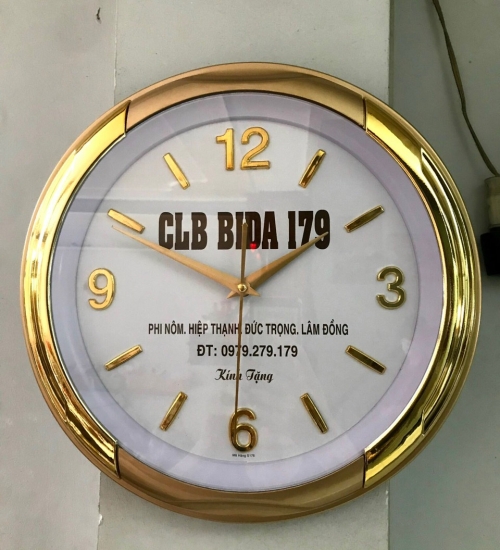 12
CLB BIDA 179
9
3
PHI NÔM. HIỆP THẠNH. ĐỨC TRỌNG. LÂM ĐỒNG
ĐT: 0979.279.179
Kính Tặng
6